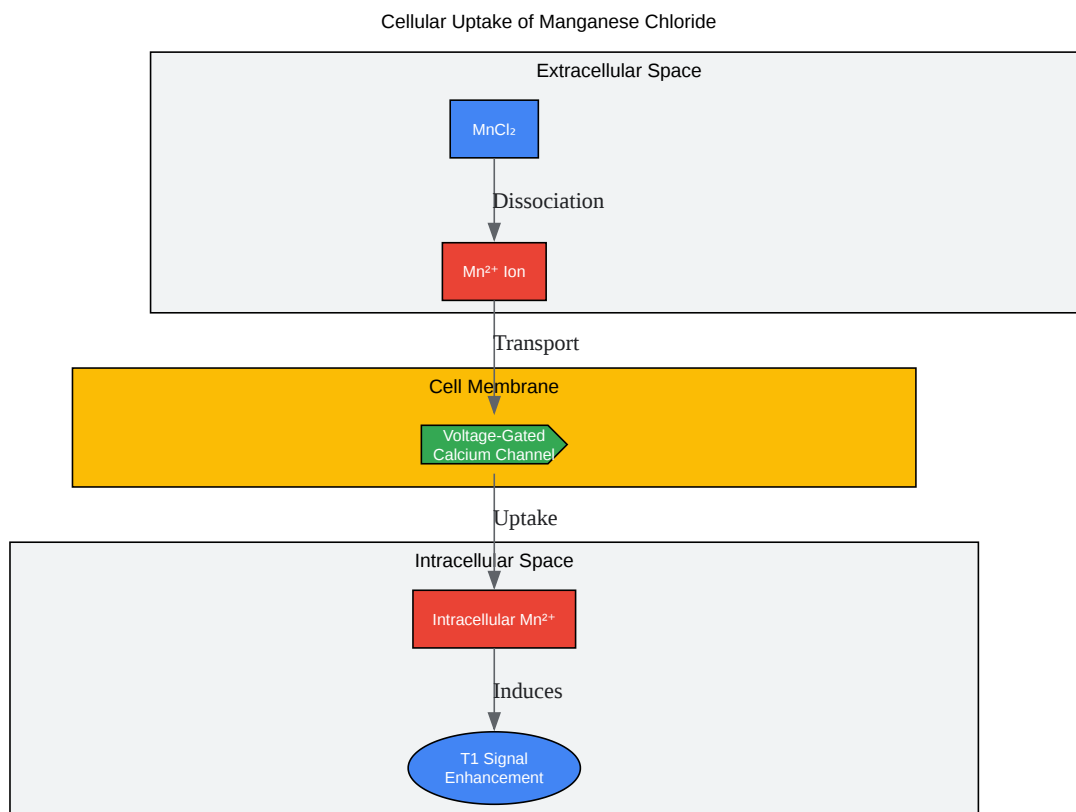 Cellular Uptake of Manganese Chloride
Extracellular Space
MnCl₂
Dissociation
Mn²⁺ Ion
Transport
Cell Membrane
Voltage-Gated
Calcium Channel
Uptake
Intracellular Space
Intracellular Mn²⁺
Induces
T1 Signal
Enhancement